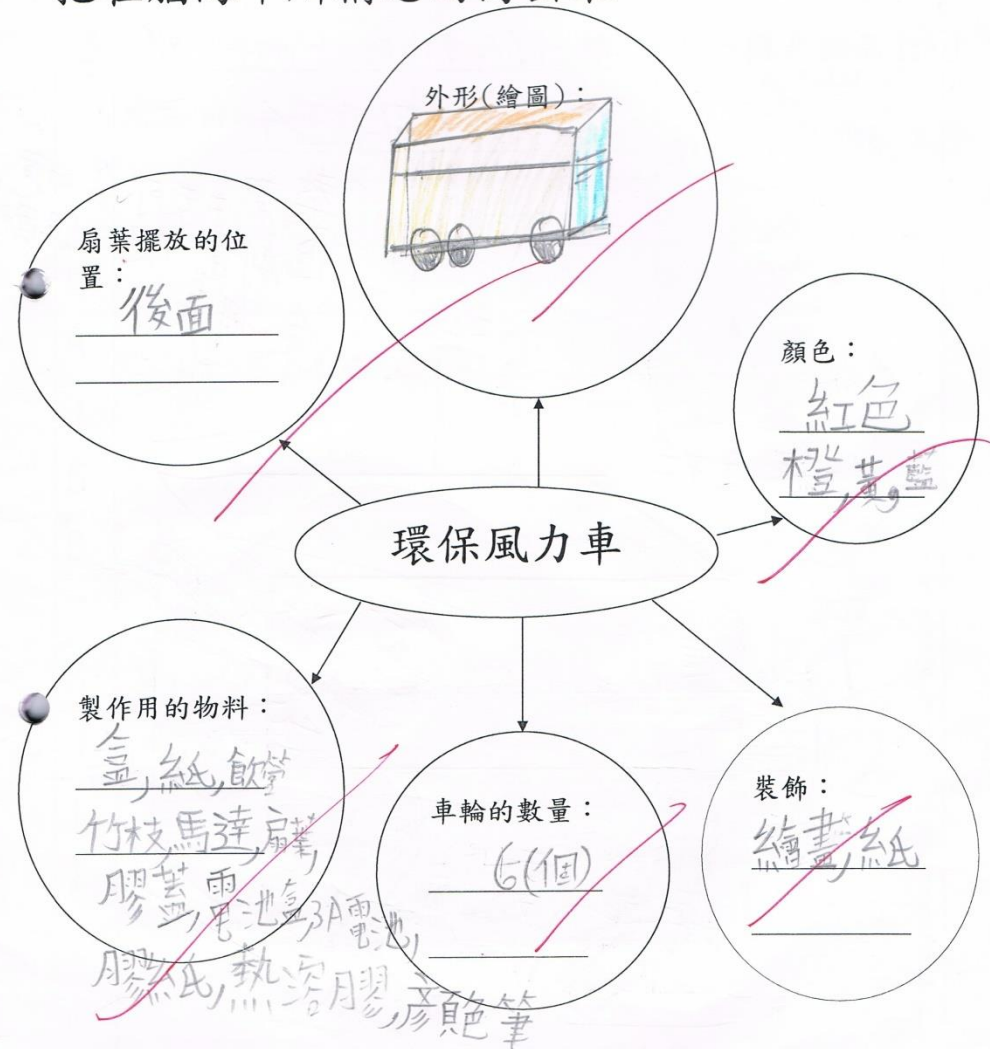 外形(繪圖)：
扇葉擺放的位
置：
後面
顏色：
紅色
橙,黃,藍
環保風力車
製作用的物料：
盒,紙,飲管
竹枝,馬達,扇葉,
膠蓋,電池盒,3A電池,
膠紙,熱溶膠,顏色筆
車輪的數量：
6(個)
裝飾：
繪畫,紙